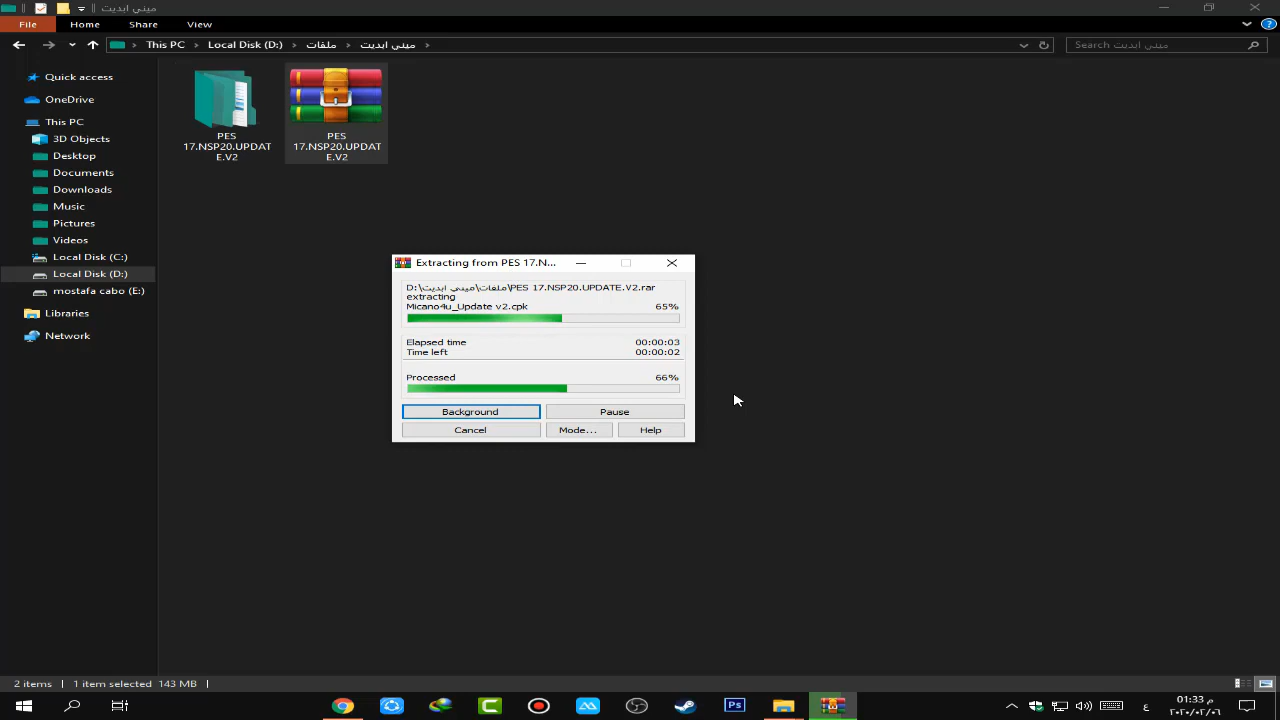 ميني ابديت
File Home Share View
This PC Local Disk (D:) ملفات ميني ابديت
Search ميني ابديت
Quick access
OneDrive
This PC
3D Objects
Desktop
Documents
Downloads
Music
Pictures
Videos
Local Disk (C:)
Local Disk (D:)
mostafa cabo (E:)
Libraries
Network
PES
17.NSP20.UPDAT
E.V2
PES
17.NSP20.UPDAT
E.V2
Extracting from PES 17.N...
D:\ملفات\ميني ابديت\PES 17.NSP20.UPDATE.V2.rar
extracting
Micano4u_Update v2.cpk 65%
Elapsed time 00:00:03
Time left 00:00:02
Processed 66%
Background Pause
Cancel Mode... Help
2 items 1 item selected 143 MB
Ps
ع
م 01:33
٢٠٢٠/٠٢/٠٦